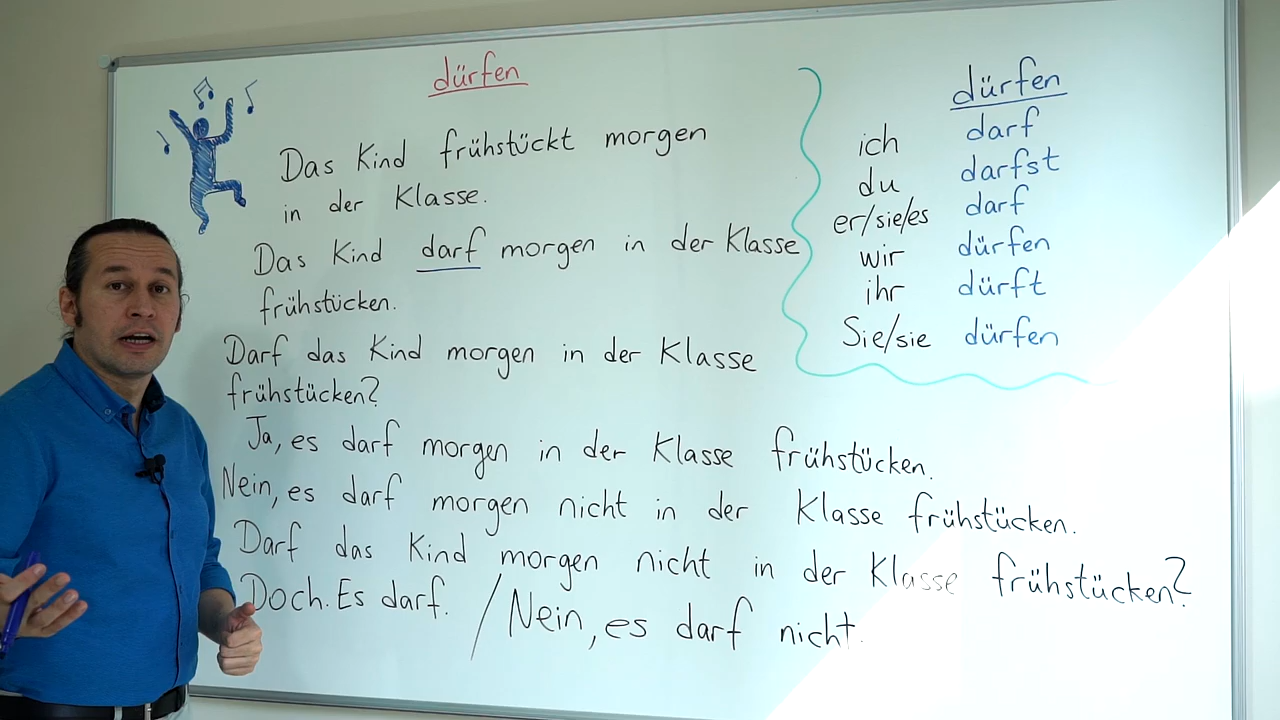 dürfen
Das Kind frühstückt morgen
in der Klasse.
Das Kind darf morgen in der Klasse
frühstücken.
Darf das Kind morgen in der Klasse
frühstücken?
Ja, es darf morgen in der Klasse frühstücken.
Nein, es darf morgen nicht in der Klasse frühstücken.
Darf das Kind morgen nicht in der Klasse frühstücken?
Doch. Es darf. / Nein, es darf nicht.
dürfen
ich darf
du darfst
er/sie/es darf
wir dürfen
ihr dürft
Sie/sie dürfen